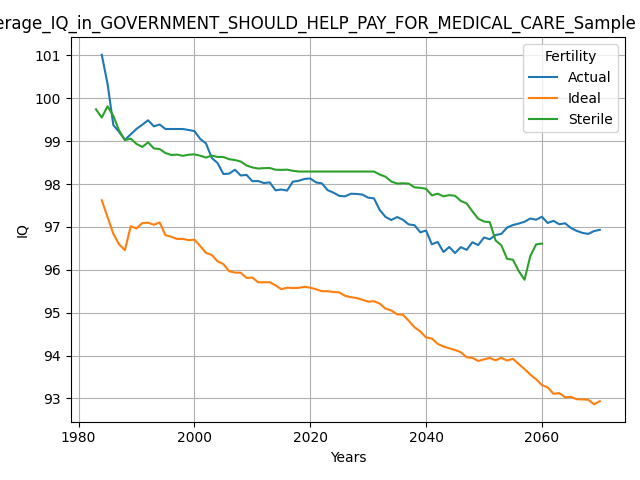 erage_IQ_in_GOVERNMENT_SHOULD_HELP_PAY_FOR_MEDICAL_CARE_Sample
101
100
99
98
97
96
95
94
93
IQ
Fertility
Actual
Ideal
Sterile
1980
2000
2020
2040
2060
Years